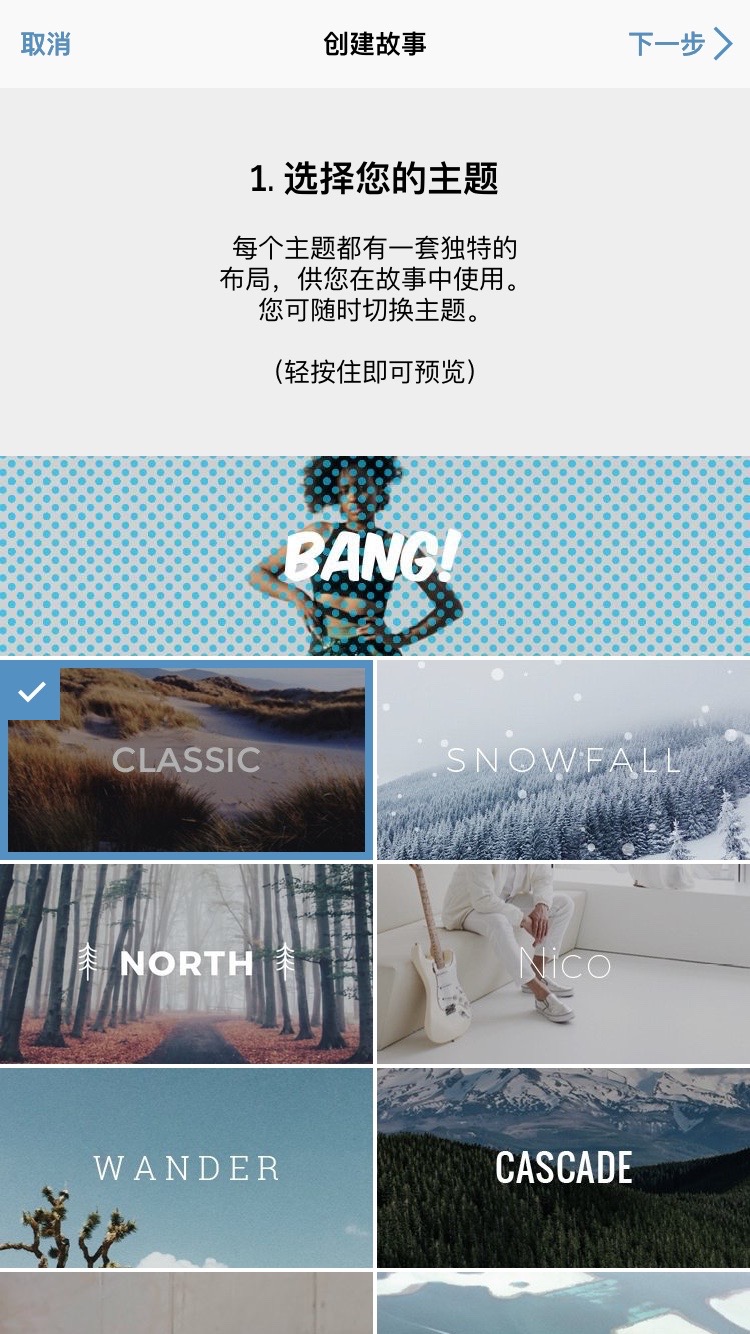 取消
创建故事
下一步
1. 选择您的主题
每个主题都有一套独特的
布局，供您在故事中使用。
您可随时切换主题。
（轻按住即可预览）
BANG!
CLASSIC
SNOWFALL
NORTH
Nico
WANDER
CASCADE